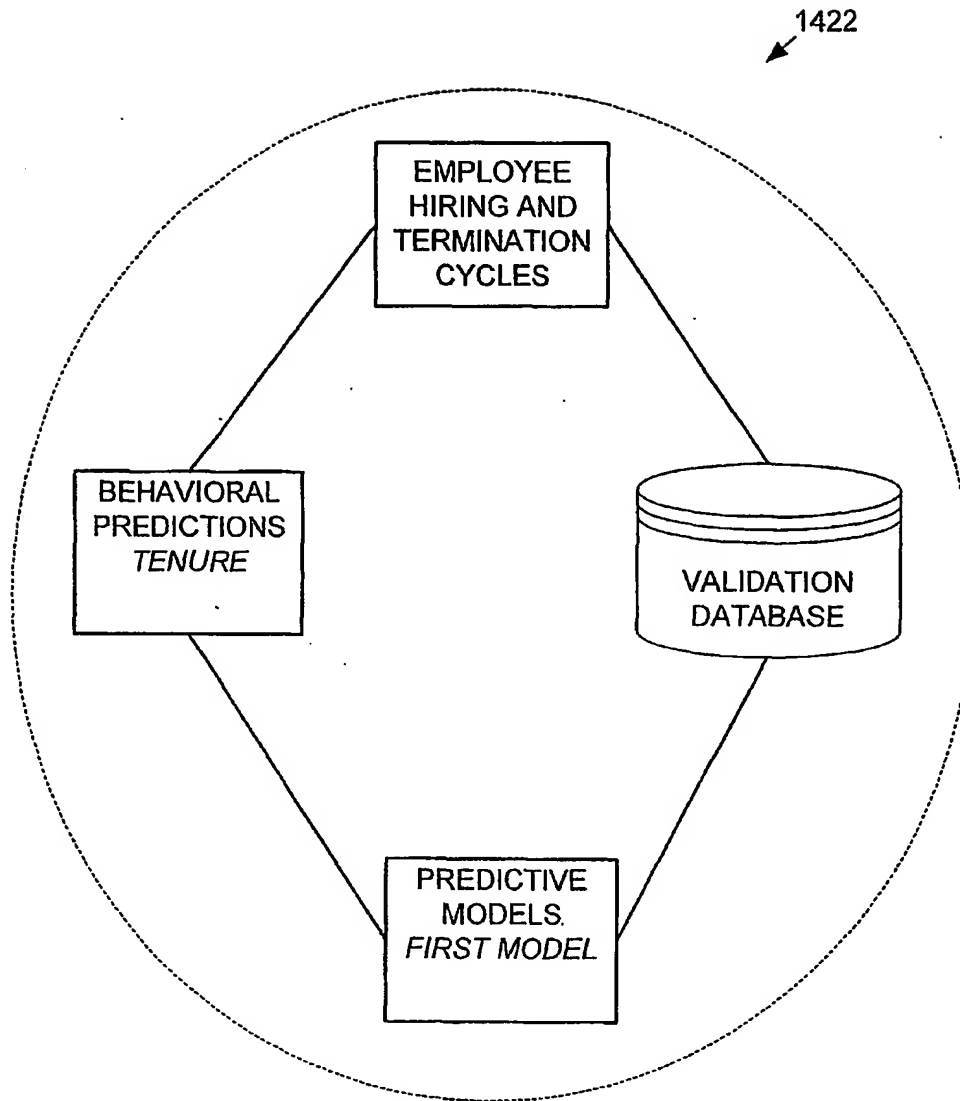 1422
EMPLOYEE
HIRING AND
TERMINATION
CYCLES
BEHAVIORAL
PREDICTIONS
TENURE
VALIDATION
DATABASE
PREDICTIVE
MODELS.
FIRST MODEL